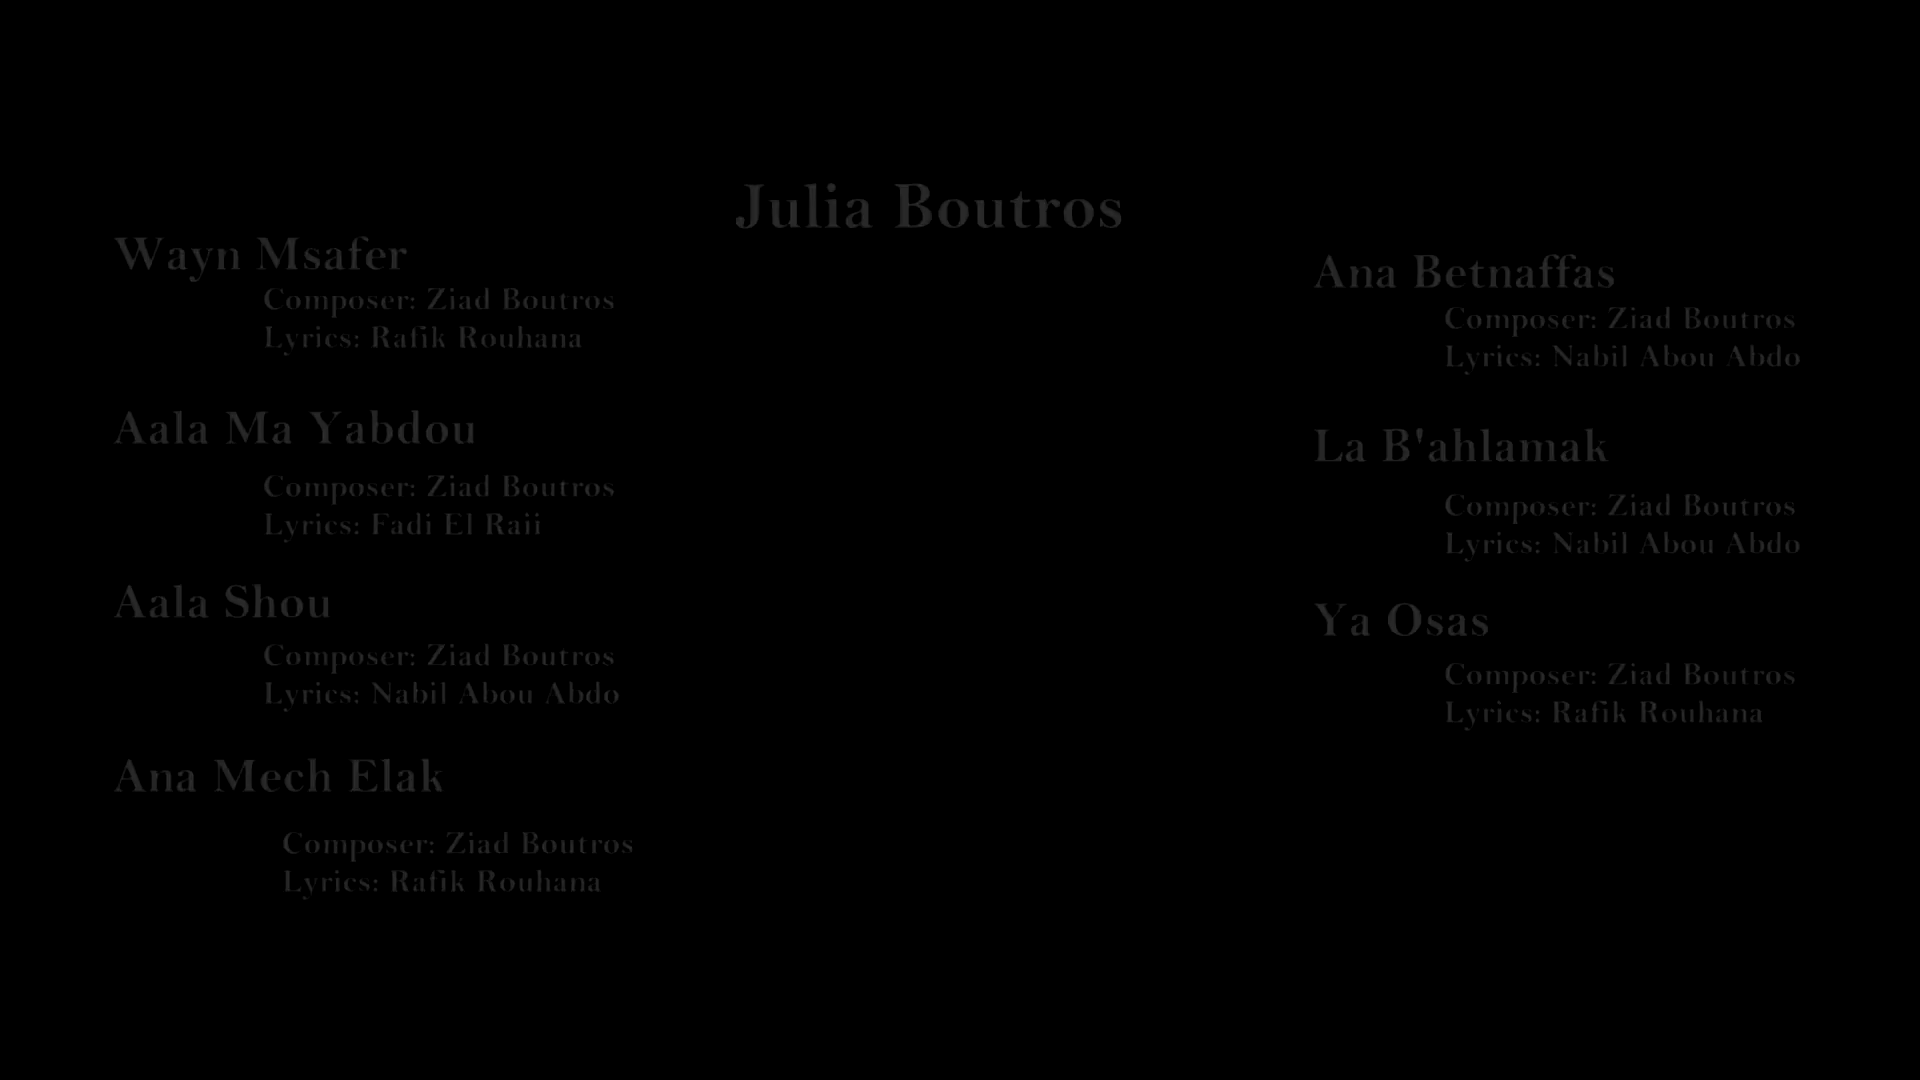 Julia Boutros
Wayn Msafer
Composer: Ziad Boutros
Lyrics: Rafik Rouhana
Aala Ma Yabdou
Composer: Ziad Boutros
Lyrics: Fadi El Raii
Aala Shou
Composer: Ziad Boutros
Lyrics: Nabil Abou Abdo
Ana Mech Elak
Composer: Ziad Boutros
Lyrics: Rafik Rouhana
Ana Betnaffas
Composer: Ziad Boutros
Lyrics: Nabil Abou Abdo
La B'ahlamak
Composer: Ziad Boutros
Lyrics: Nabil Abou Abdo
Ya Osas
Composer: Ziad Boutros
Lyrics: Rafik Rouhana